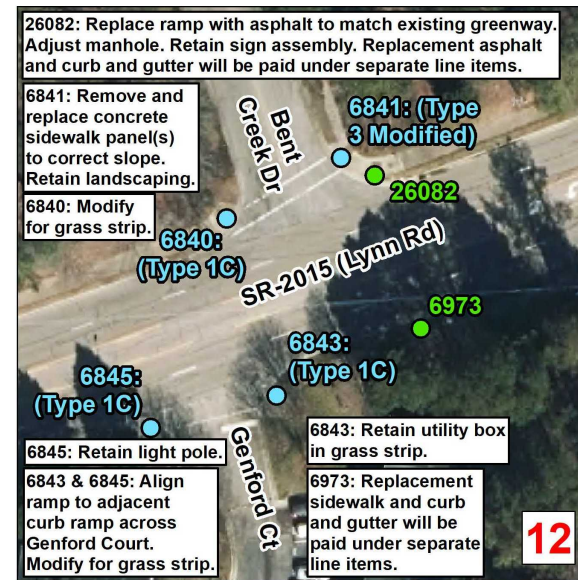 26082: Replace ramp with asphalt to match existing greenway.
Adjust manhole. Retain sign assembly. Replacement asphalt
and curb and gutter will be paid under separate line items.
6841: Remove and
replace concrete
sidewalk panel(s)
to correct slope.
Retain landscaping.
6840: Modify
for grass strip.
Bent
Creek Dr
6841: (Type
3 Modified)
26082
6840:
(Type 1C)
SR-2015 (Lynn Rd)
6973
6843:
(Type 1C)
6845:
(Type 1C)
Genford Ct
6845: Retain light pole.
6843 & 6845: Align
ramp to adjacent
curb ramp across
Genford Court.
Modify for grass strip.
6843: Retain utility box
in grass strip.
6973: Replacement
sidewalk and curb
and gutter will be
paid under separate
line items.
12